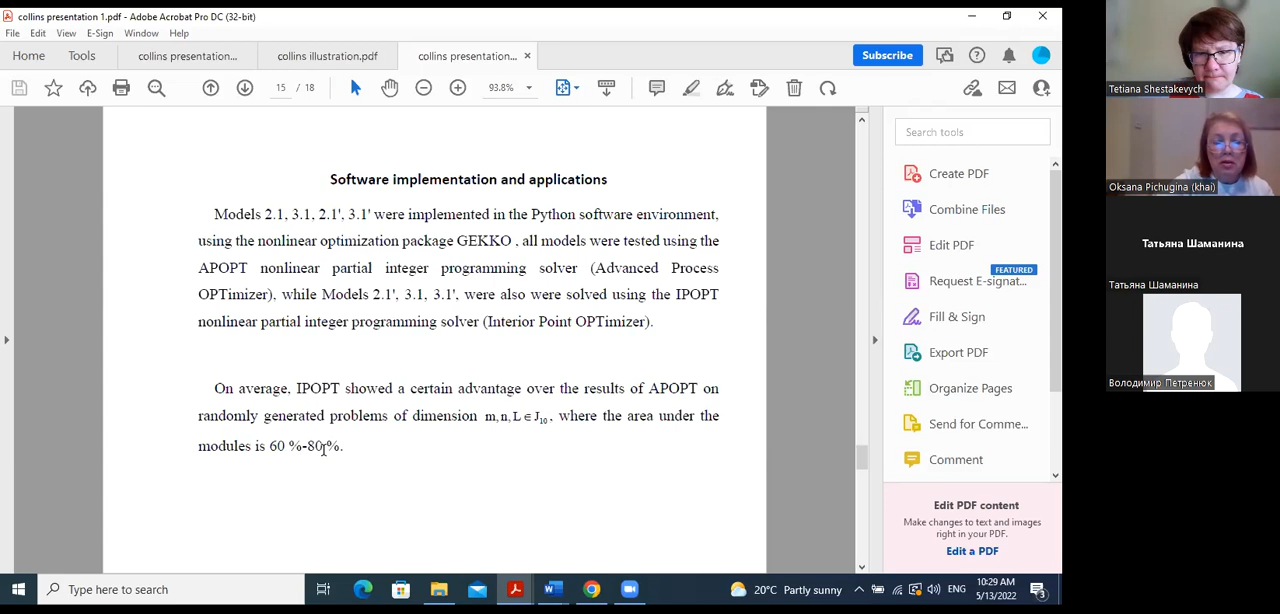 collins presentation 1.pdf - Adobe Acrobat Pro DC (32-bit)
File Edit View E-Sign Window Help
Home Tools collins presentation... collins illustration.pdf collins presentation... × Subscribe
15 / 18 93.8%
Software implementation and applications
Models 2.1, 3.1, 2.1', 3.1' were implemented in the Python software environment,
using the nonlinear optimization package GEKKO , all models were tested using the
APOPT nonlinear partial integer programming solver (Advanced Process
OPTimizer), while Models 2.1', 3.1, 3.1', were also were solved using the IPOPT
nonlinear partial integer programming solver (Interior Point OPTimizer).
On average, IPOPT showed a certain advantage over the results of APOPT on
randomly generated problems of dimension m, n, L ∈ J10, where the area under the
modules is 60 %-80 %.
Search tools
Create PDF
Combine Files
Edit PDF
FEATURED
Request E-signat...
Fill & Sign
Export PDF
Organize Pages
Send for Comme...
Comment
Edit PDF content
Make changes to text and images
right in your PDF.
Edit a PDF
Tetiana Shestakevych
Oksana Pichugina (khai)
Татьяна Шаманина
Татьяна Шаманина
Володимир Петренюк
Type here to search
20°C Partly sunny ENG
10:29 AM
5/13/2022
3